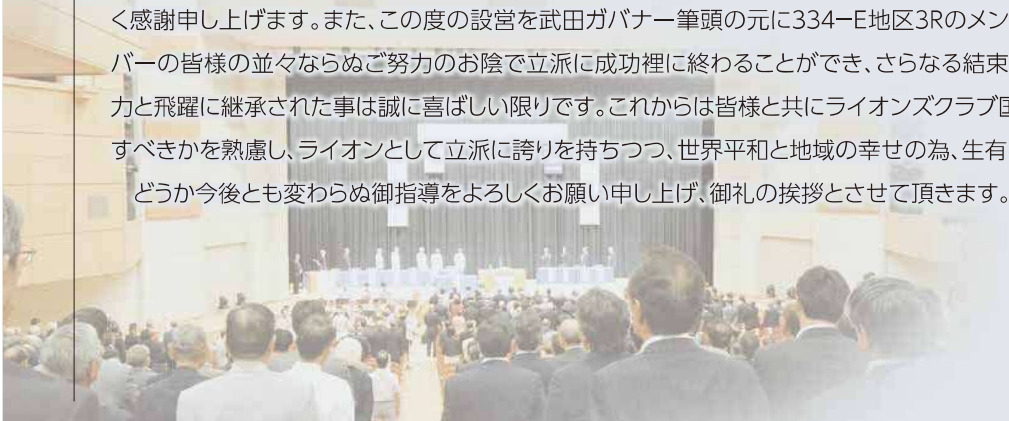 く感謝申し上げます。また、この度の設営を武田ガバナー筆頭の元に334−E地区3Rのメン
バーの皆様の並々ならぬご努力のお陰で立派に成功裡に終わることができ、さらなる結束
力と飛躍に継承された事は誠に喜ばしい限りです。これからは皆様と共にライオンズクラブ国
すべきかを熟慮し、ライオンとして立派に誇りを持ちつつ、世界平和と地域の幸せの為、生有
どうか今後とも変わらぬ御指導をよろしくお願い申し上げ、御礼の挨拶とさせて頂きます。